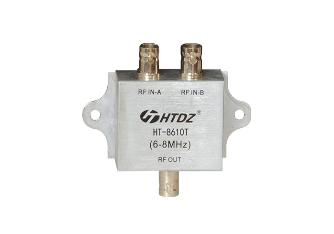 RF IN-A RF IN-B
HTDZ
HT-8610T
(6-8MHz)
RF OUT